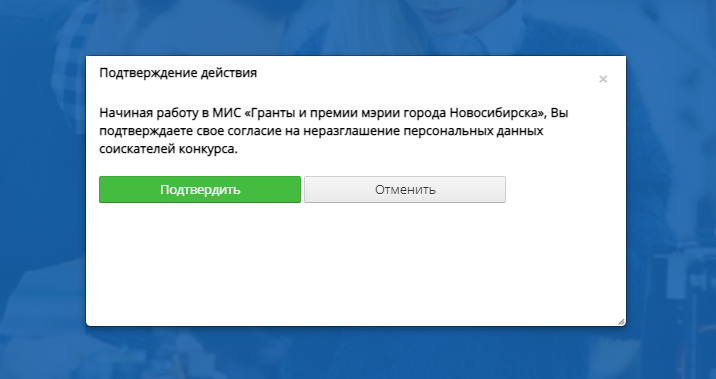 Подтверждение действия
×
Начиная работу в МИС «Гранты и премии мэрии города Новосибирска», Вы
подтверждаете свое согласие на неразглашение персональных данных
соискателей конкурса.
Подтвердить Отменить